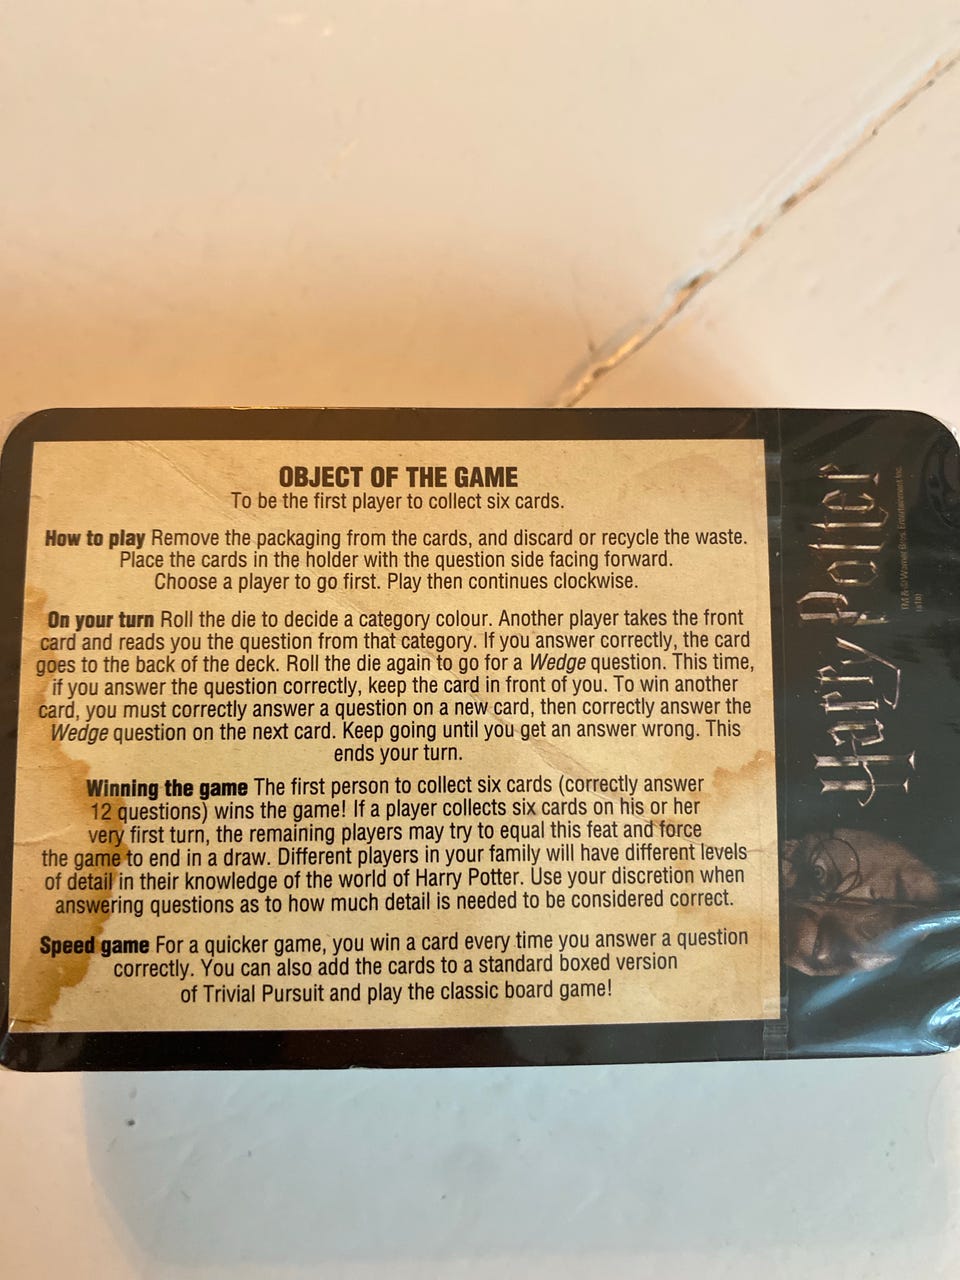 OBJECT OF THE GAME
To be the first player to collect six cards.
How to play Remove the packaging from the cards, and discard or recycle the waste.
Place the cards in the holder with the question side facing forward.
Choose a player to go first. Play then continues clockwise.
On your turn Roll the die to decide a category colour. Another player takes the front
card and reads you the question from that category. If you answer correctly, the card
goes to the back of the deck. Roll the die again to go for a Wedge question. This time,
if you answer the question correctly, keep the card in front of you. To win another
card, you must correctly answer a question on a new card, then correctly answer the
Wedge question on the next card. Keep going until you get an answer wrong. This
ends your turn.
Winning the game The first person to collect six cards (correctly answer
12 questions) wins the game! If a player collects six cards on his or her
very first turn, the remaining players may try to equal this feat and force
the game to end in a draw. Different players in your family will have different levels
of detail in their knowledge of the world of Harry Potter. Use your discretion when
answering questions as to how much detail is needed to be considered correct.
Speed game For a quicker game, you win a card every time you answer a question
correctly. You can also add the cards to a standard boxed version
of Trivial Pursuit and play the classic board game!
Harry Potter
TM & © Warner Bros. Entertainment Inc.